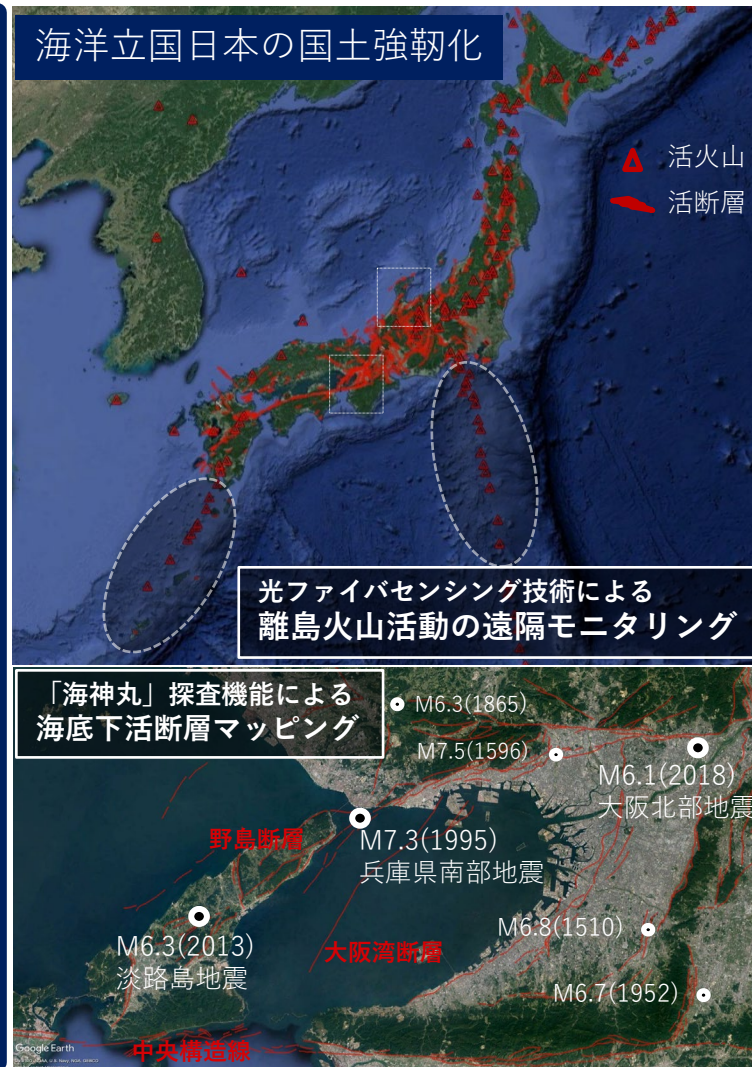 海洋立国日本の国土強靭化
活火山
活断層
光ファイバセンシング技術による
離島火山活動の遠隔モニタリング
「海神丸」探査機能による
海底下活断層マッピング
M6.3(1865)
M7.5(1596)
M6.1(2018)
大阪北部地震
野島断層
M7.3(1995)
兵庫県南部地震
M6.3(2013)
淡路島地震
大阪湾断層
M6.8(1510)
M6.7(1952)
中央構造線
Google Earth